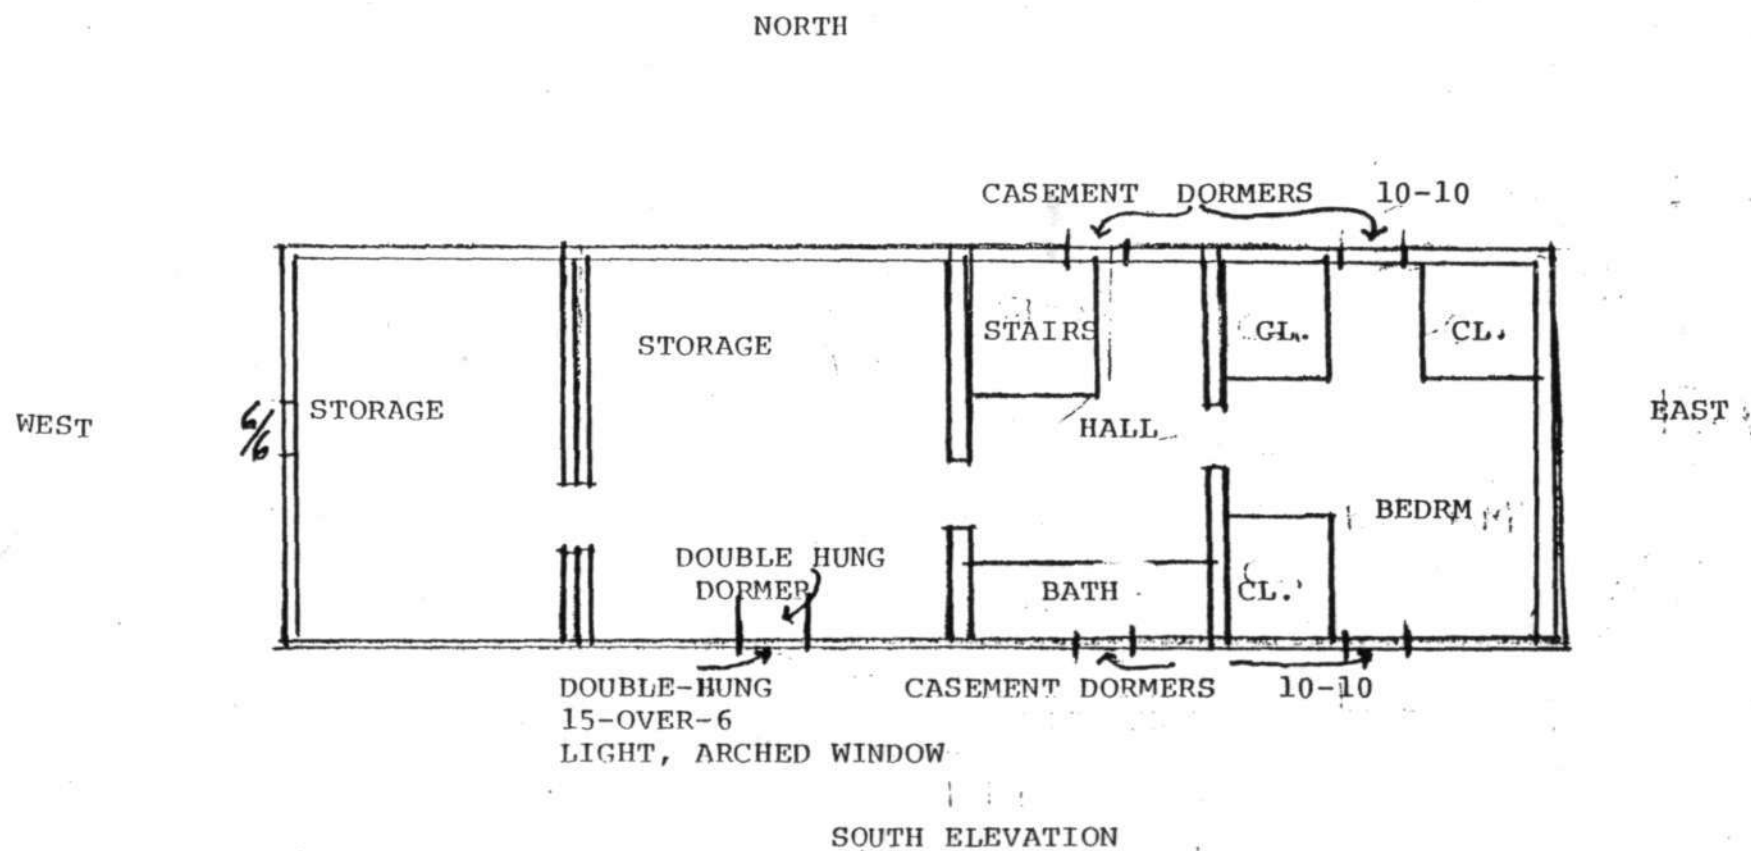 NORTH
CASEMENT DORMERS 10-10
STAIRS
GL.
CL.
STORAGE
STORAGE
WEST
6/6
EAST
HALL
BEDRM
DOUBLE HUNG
DORMER
BATH
CL.
DOUBLE-HUNG
15-OVER-6
LIGHT, ARCHED WINDOW
CASEMENT DORMERS 10-10
SOUTH ELEVATION